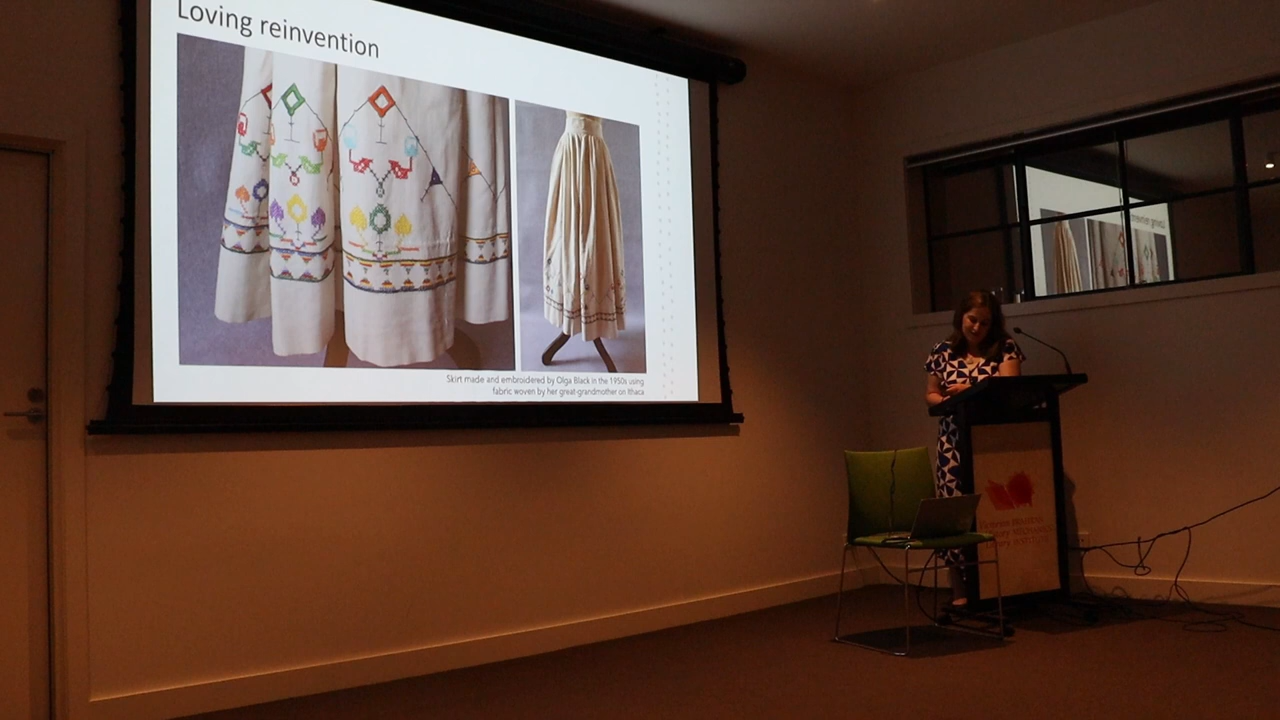 Loving reinvention
Skirt made and embroidered by Olga Black in the 1950s using
fabric woven by her great-grandmother on Ithaca